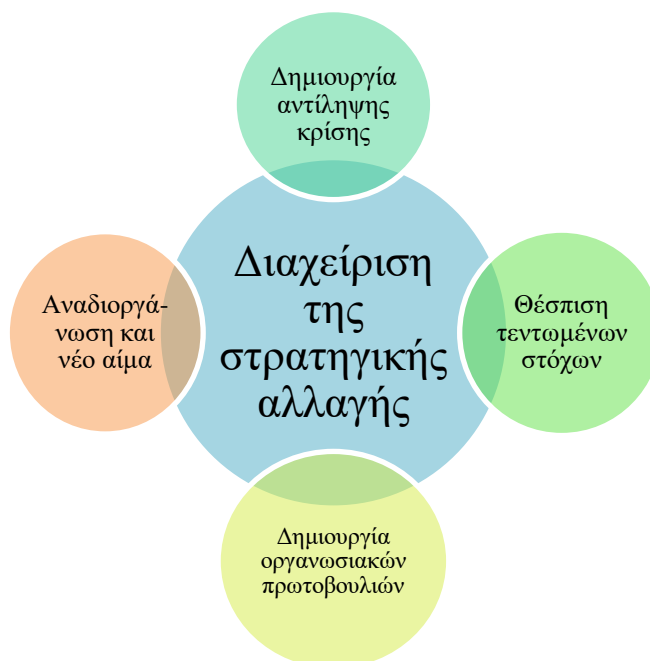 Δημιουργία
αντίληψης
κρίσης
Διαχείριση
της
στρατηγικής
αλλαγής
Αναδιοργά-
νωση και
νέο αίμα
Θέσπιση
τεντωμένων
στόχων
Δημιουργία
οργανωσιακών
πρωτοβουλιών